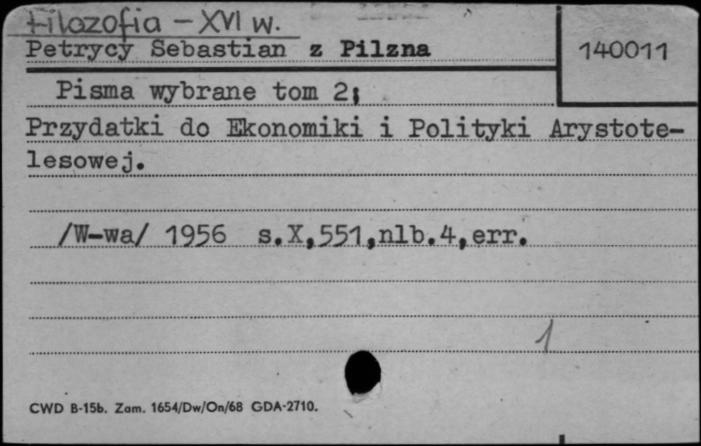 Filozofia - XVI w.
Petrycy Sebastian z Pilzna
140011
Pisma wybrane tom 2;
Przydatki do Ekonomiki i Polityki Arystote-
lesowej.
/W-wa/ 1956 s.X,551,nlb.4,err.
1
CWD B-15b. Zam. 1654/Dw/On/68 GDA-2710.